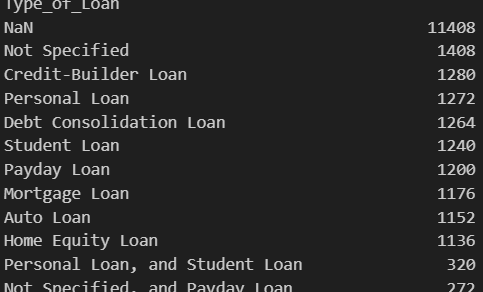 Type_of_Loan
NaN 11408
Not Specified 1408
Credit-Builder Loan 1280
Personal Loan 1272
Debt Consolidation Loan 1264
Student Loan 1240
Payday Loan 1200
Mortgage Loan 1176
Auto Loan 1152
Home Equity Loan 1136
Personal Loan, and Student Loan 320
Not Specified, and Payday Loan 272